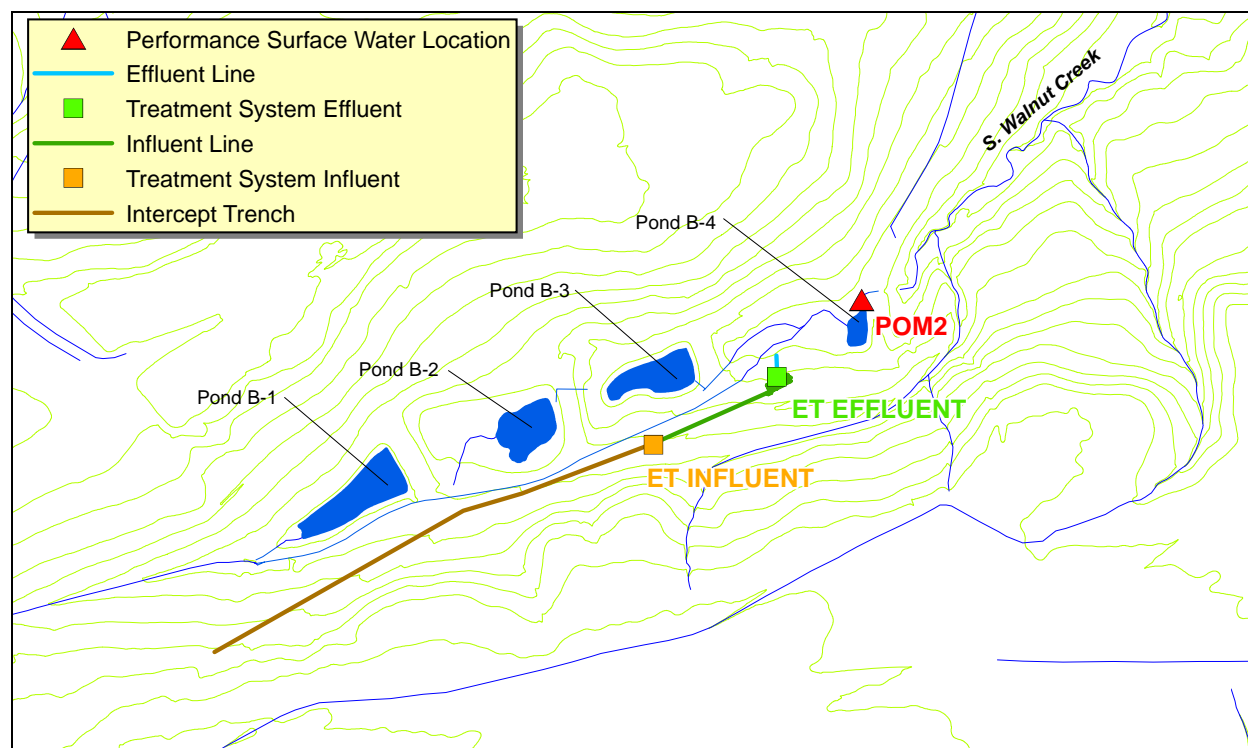 Performance Surface Water Location
Effluent Line
Treatment System Effluent
Influent Line
Treatment System Influent
Intercept Trench
S. Walnut Creek
Pond B-4
Pond B-3
POM2
Pond B-2
Pond B-1
ET EFFLUENT
ET INFLUENT